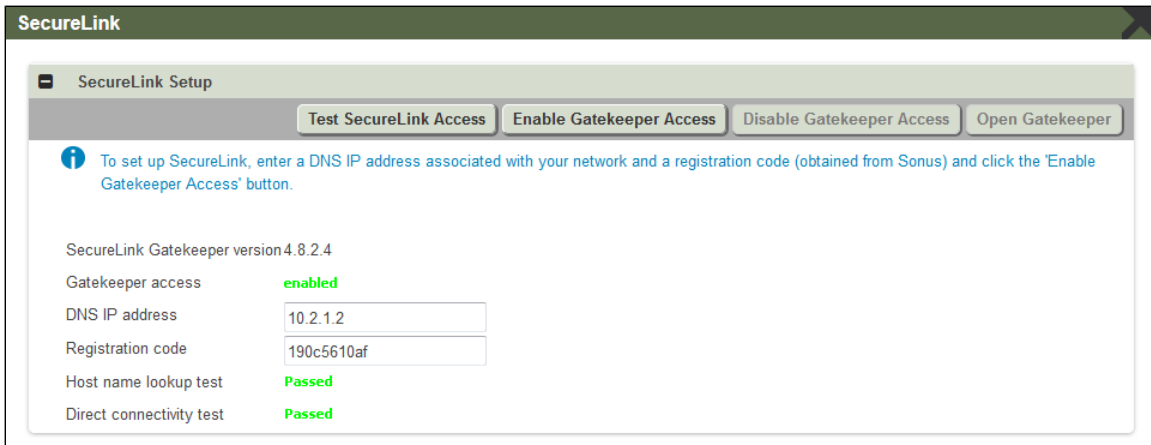 SecureLink
SecureLink Setup
Test SecureLink Access Enable Gatekeeper Access Disable Gatekeeper Access Open Gatekeeper
To set up SecureLink, enter a DNS IP address associated with your network and a registration code (obtained from Sonus) and click the 'Enable
Gatekeeper Access' button.
SecureLink Gatekeeper version 4.8.2.4
Gatekeeper access enabled
DNS IP address 10.2.1.2
Registration code 190c5610af
Host name lookup test Passed
Direct connectivity test Passed